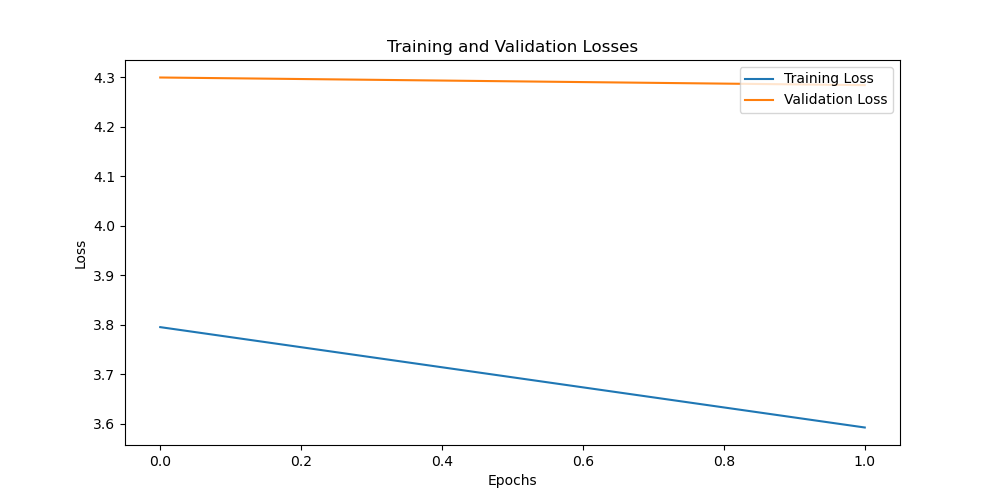 Training and Validation Losses
Training Loss
Validation Loss
4.3
4.2
4.1
4.0
3.9
3.8
3.7
3.6
Loss
0.0 0.2 0.4 0.6 0.8 1.0
Epochs